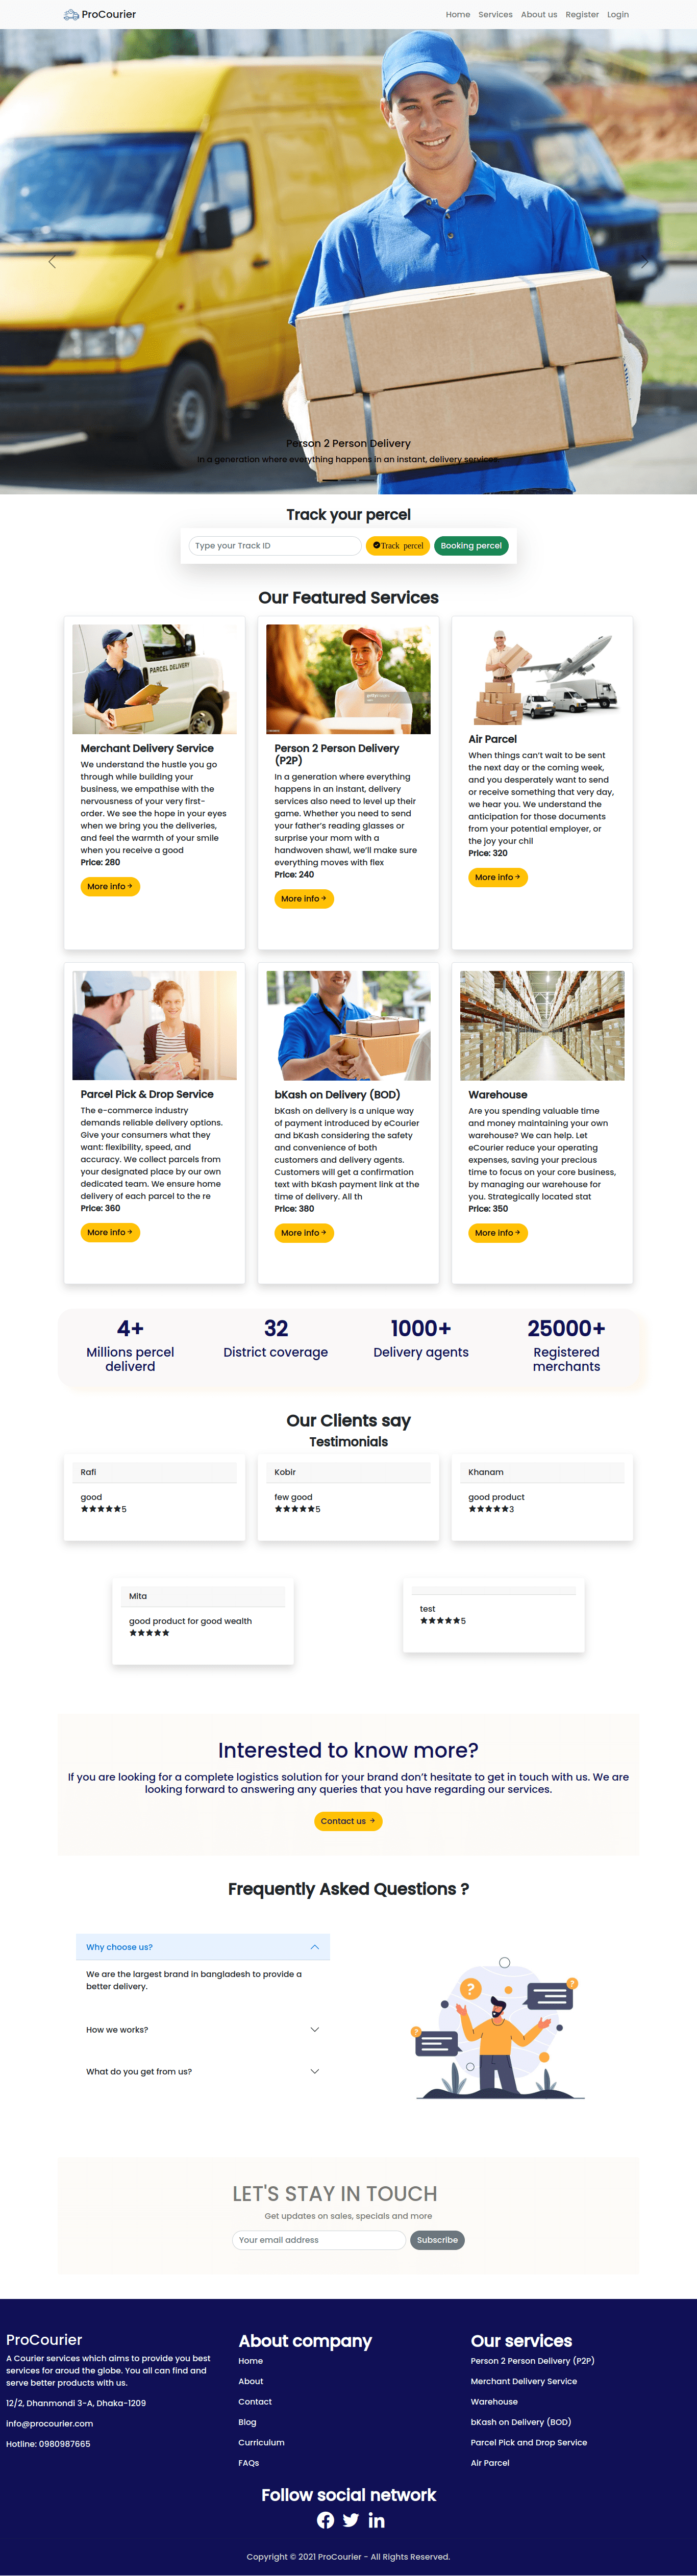 ProCourier
Home Services About us Register Login
Person 2 Person Delivery
In a generation where everything happens in an instant, delivery services
Track your percel
Type your Track ID
Track percel
Booking percel
Our Featured Services
PARCEL DELIVERY
Merchant Delivery Service
We understand the hustle you go
through while building your
business, we empathise with the
nervousness of your very first-
order. We see the hope in your eyes
when we bring you the deliveries,
and feel the warmth of your smile
when you receive a good
Price: 280
More info
Person 2 Person Delivery
(P2P)
In a generation where everything
happens in an instant, delivery
services also need to level up their
game. Whether you need to send
your father's reading glasses or
surprise your mom with a
handwoven shawl, we'll make sure
everything moves with flex
Price: 240
More info
Air Parcel
When things can't wait to be sent
the next day or the coming week,
and you desperately want to send
or receive something that very day,
we hear you. We understand the
anticipation for those documents
from your potential employer, or
the joy your chil
Price: 320
More info
Parcel Pick & Drop Service
The e-commerce industry
demands reliable delivery options.
Give your consumers what they
want: flexibility, speed, and
accuracy. We collect parcels from
your designated place by our own
dedicated team. We ensure home
delivery of each parcel to the re
Price: 360
More info
bKash on Delivery (BOD)
bKash on delivery is a unique way
of payment introduced by eCourier
and bKash considering the safety
and convenience of both
customers and delivery agents.
Customers will get a confirmation
text with bKash payment link at the
time of delivery. All th
Price: 380
More info
Warehouse
Are you spending valuable time
and money maintaining your own
warehouse? We can help. Let
eCourier reduce your operating
expenses, saving your precious
time to focus on your core business,
by managing our warehouse for
you. Strategically located stat
Price: 350
More info
4+
Millions percel
deliverd
32
District coverage
1000+
Delivery agents
25000+
Registered
merchants
Our Clients say
Testimonials
Rafi
good
★★★★★5
Kobir
few good
★★★★★5
Khanam
good product
★★★★★3
Mita
good product for good wealth
★★★★★
test
★★★★★5
Interested to know more?
If you are looking for a complete logistics solution for your brand don't hesitate to get in touch with us. We are
looking forward to answering any queries that you have regarding our services.
Contact us
Frequently Asked Questions ?
Why choose us?
We are the largest brand in bangladesh to provide a
better delivery.
How we works?
What do you get from us?
?
?
?
LET'S STAY IN TOUCH
Get updates on sales, specials and more
Your email address
Subscribe
ProCourier
A Courier services which aims to provide you best
services for aroud the globe. You all can find and
serve better products with us.
12/2, Dhanmondi 3-A, Dhaka-1209
info@procourier.com
Hotline: 0980987665
About company
Home
About
Contact
Blog
Curriculum
FAQs
Our services
Person 2 Person Delivery (P2P)
Merchant Delivery Service
Warehouse
bKash on Delivery (BOD)
Parcel Pick and Drop Service
Air Parcel
Follow social network
Copyright © 2021 ProCourier - All Rights Reserved.